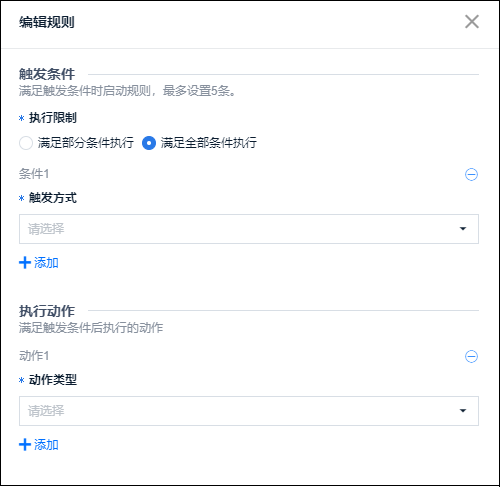 编辑规则
触发条件
满足触发条件时启动规则，最多设置5条。
* 执行限制
满足部分条件执行 满足全部条件执行
条件1
* 触发方式
请选择
添加
执行动作
满足触发条件后执行的动作
动作1
* 动作类型
请选择
添加